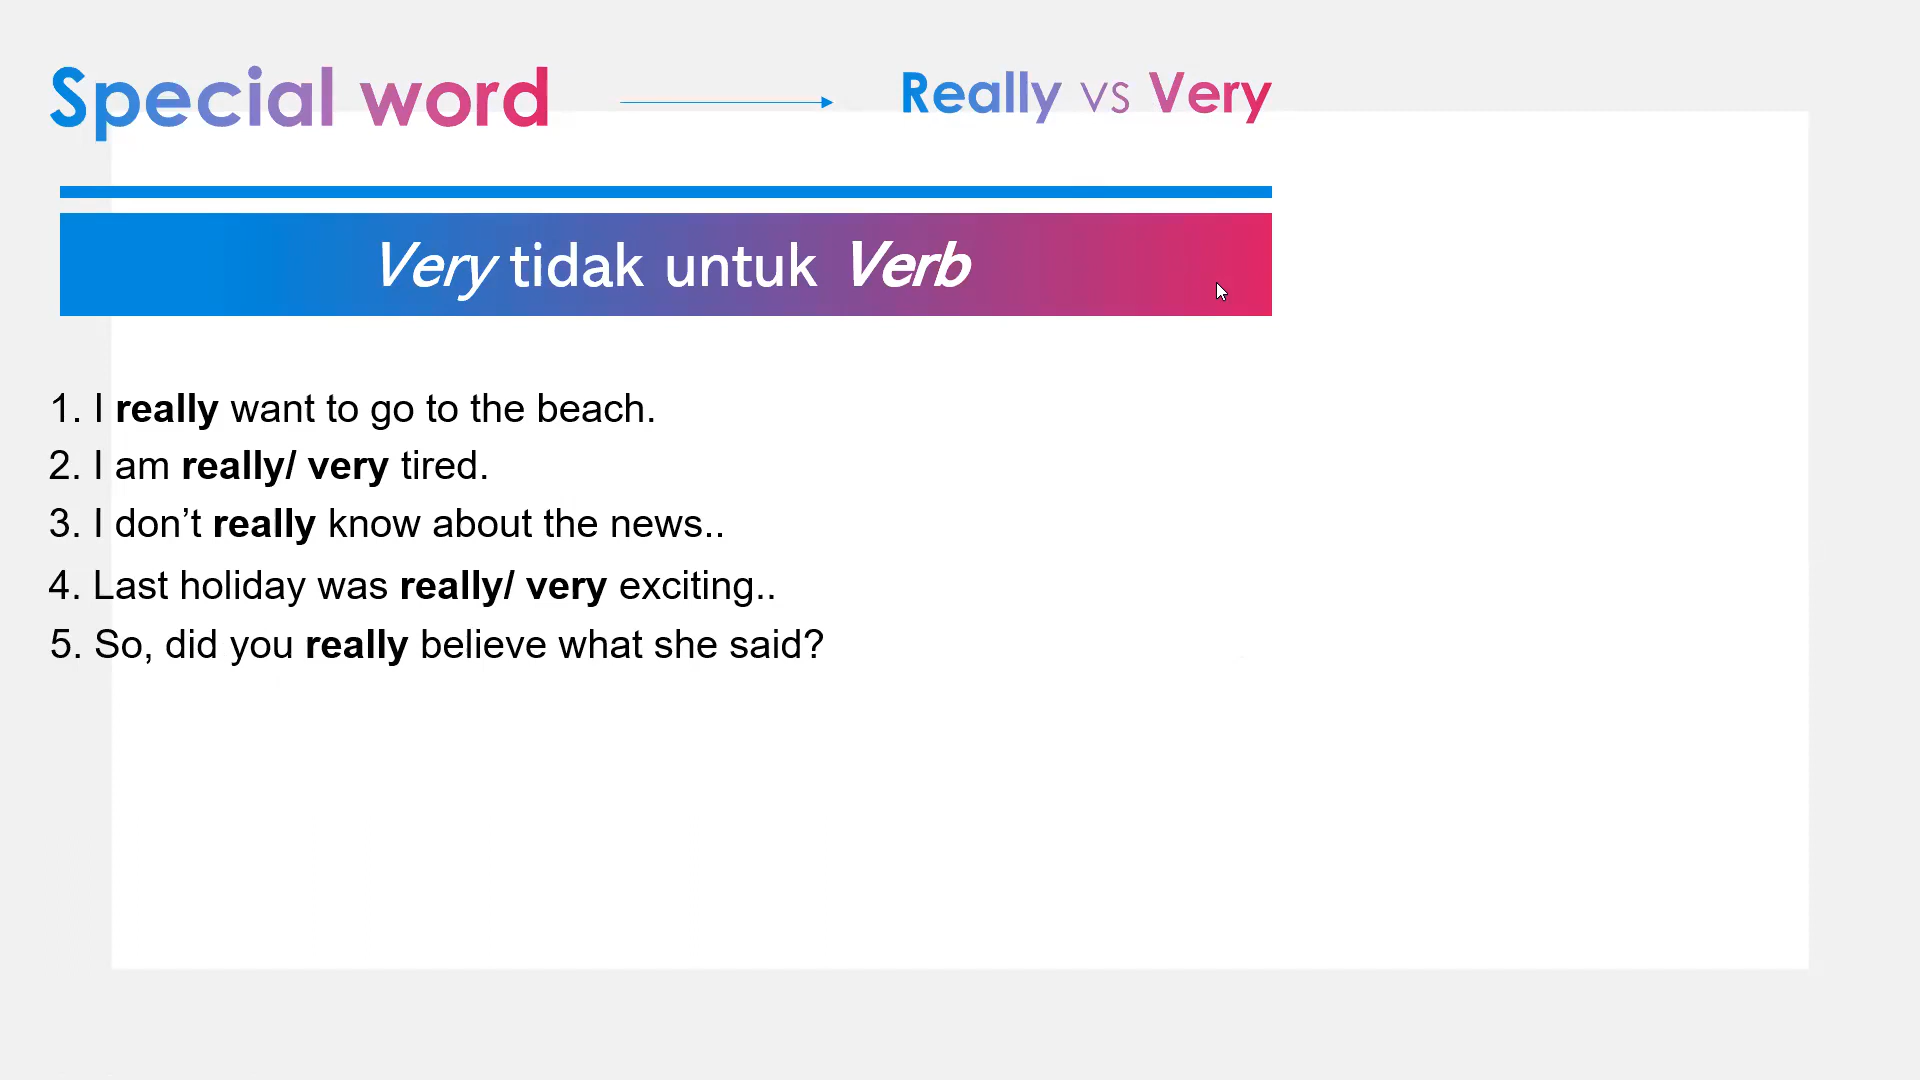 Special word
Really vs Very
Very tidak untuk Verb
1. I really want to go to the beach.
2. I am really/ very tired.
3. I don’t really know about the news..
4. Last holiday was really/ very exciting..
5. So, did you really believe what she said?